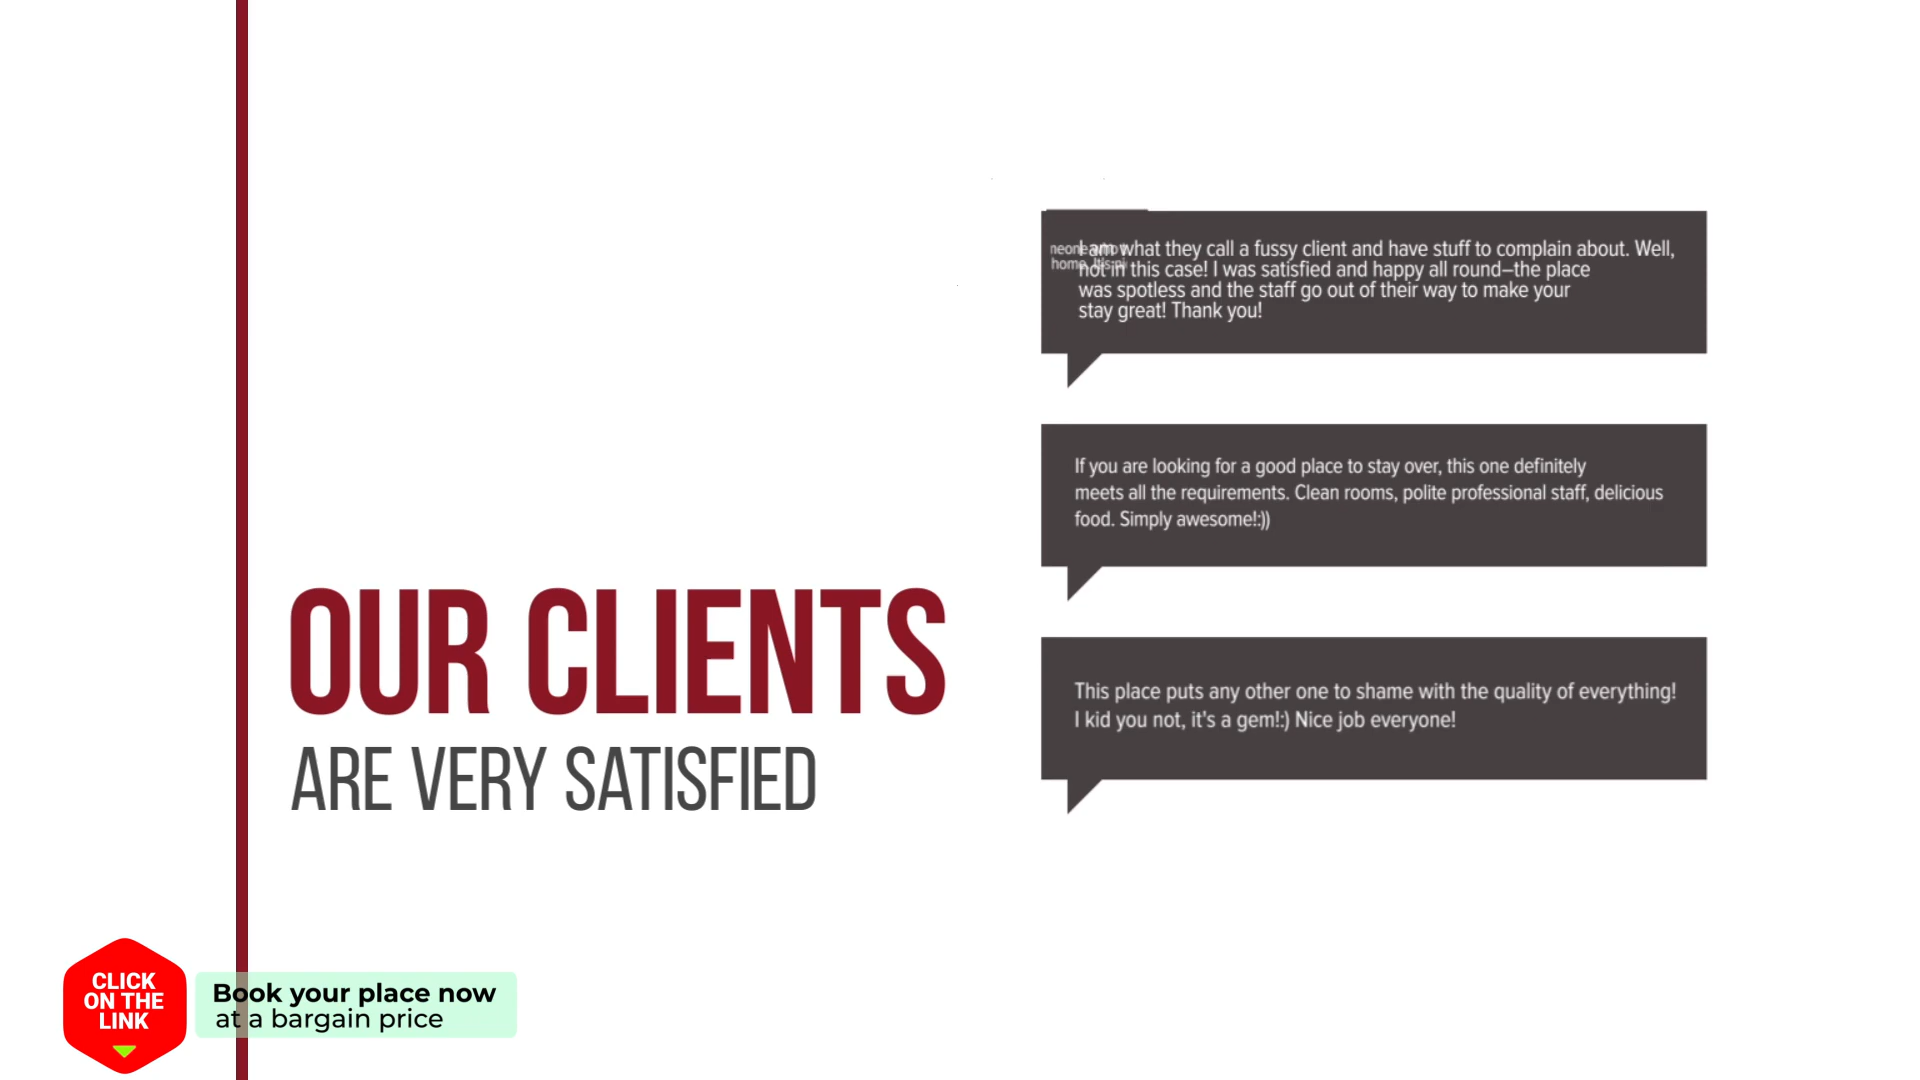 OUR CLIENTS
ARE VERY SATISFIED
I am what they call a fussy client and have stuff to complain about. Well,
not in this case! I was satisfied and happy all round–the place
was spotless and the staff go out of their way to make your
stay great! Thank you!
If you are looking for a good place to stay over, this one definitely
meets all the requirements. Clean rooms, polite professional staff, delicious
food. Simply awesome!:))
This place puts any other one to shame with the quality of everything!
I kid you not, it's a gem!:) Nice job everyone!
CLICK
ON THE
LINK
Book your place now
at a bargain price